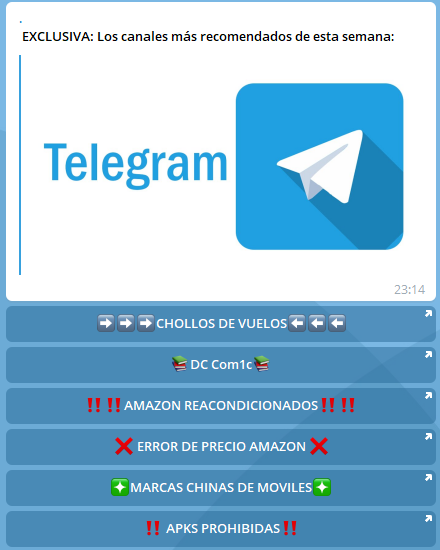 .
EXCLUSIVA: Los canales más recomendados de esta semana:
Telegram
23:14
➡️➡️➡️CHOLLOS DE VUELOS⬅️⬅️⬅️
📚DC Com1c📚
‼️‼️AMAZON REACONDICIONADOS‼️‼️
❌ ERROR DE PRECIO AMAZON ❌
❇️MARCAS CHINAS DE MOVILES❇️
‼️ APKS PROHIBIDAS‼️